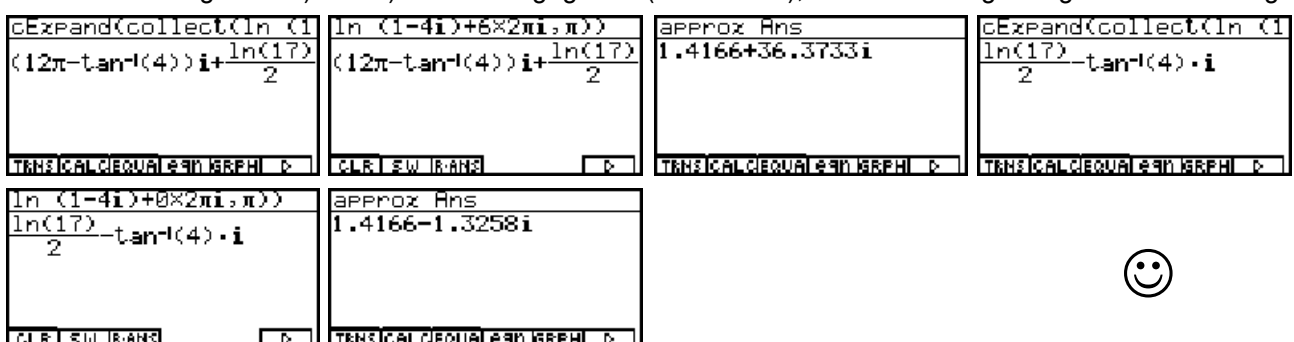 cExpand(collect(ln (1
(12π-tan⁻¹(4))i+ln(17)/2
TRNS CALC EQUA eqn GRPH ▷
ln (1-4i)+6×2πi,π))
(12π-tan⁻¹(4))i+ln(17)/2
CLR SW R·ANS ▷
approx Ans
1.4166+36.3733i
TRNS CALC EQUA eqn GRPH ▷
cExpand(collect(ln (1
ln(17)/2-tan⁻¹(4)·i
TRNS CALC EQUA eqn GRPH ▷
ln (1-4i)+0×2πi,π))
ln(17)/2-tan⁻¹(4)·i
CLR SW R·ANS ▷
approx Ans
1.4166-1.3258i
TRNS CALC EQUA eqn GRPH ▷